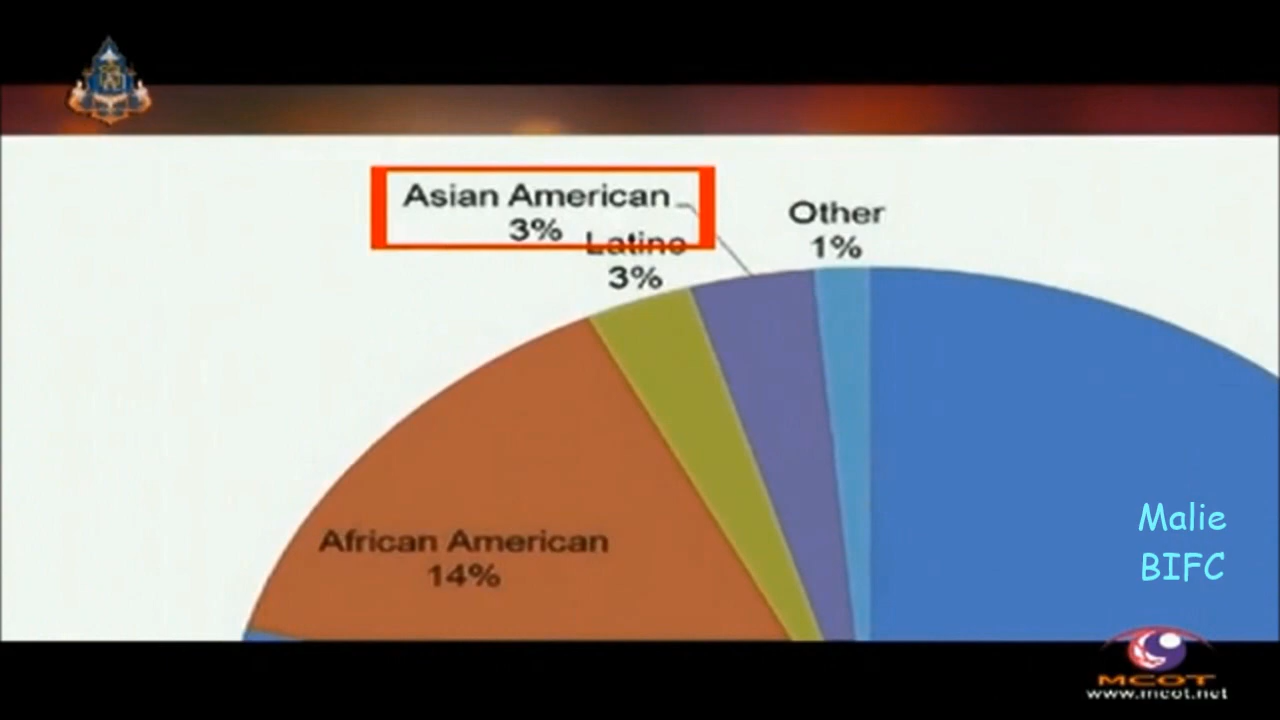 Asian American
3%
Latino
3%
Other
1%
African American
14%
Malie
BIFC
MCOT
www.mcot.net